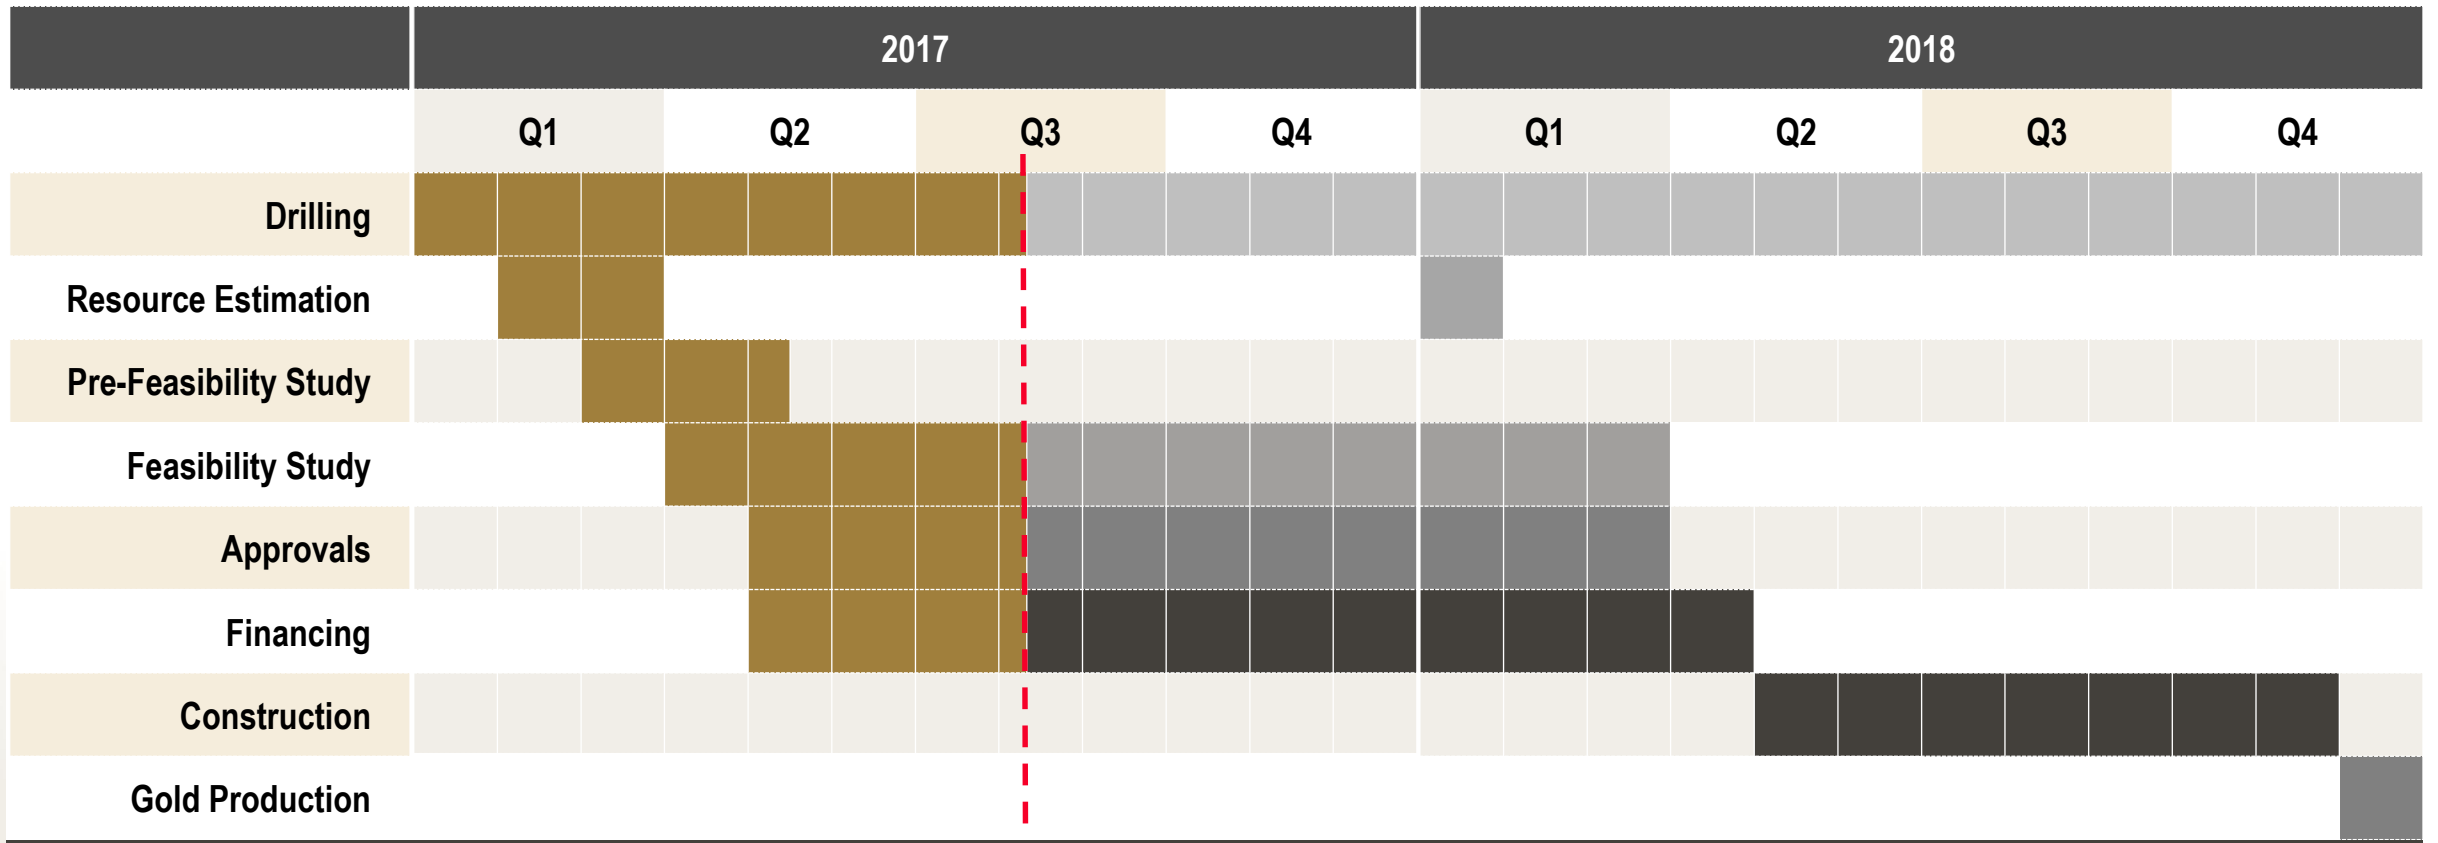 2017 2018
Q1 Q2 Q3 Q4 Q1 Q2 Q3 Q4
Drilling
Resource Estimation
Pre-Feasibility Study
Feasibility Study
Approvals
Financing
Construction
Gold Production